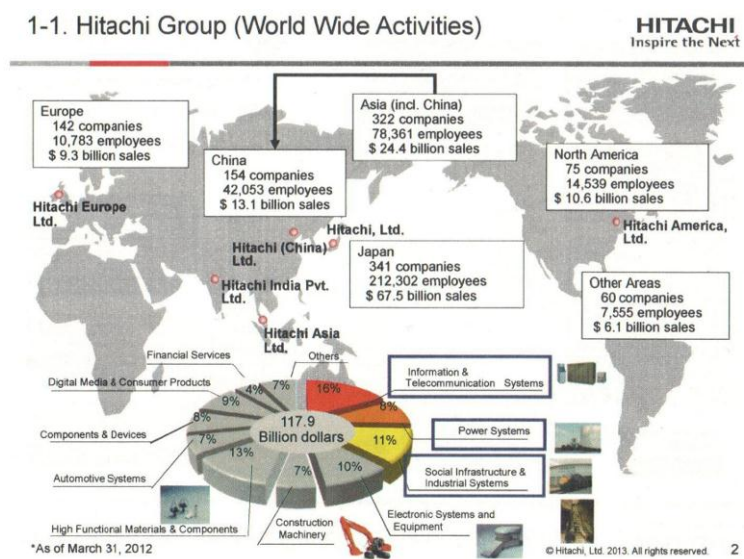 1-1. Hitachi Group (World Wide Activities)
HITACHI
Inspire the Next
Europe
142 companies
10,783 employees
$ 9.3 billion sales
China
154 companies
42,053 employees
$ 13.1 billion sales
Asia (incl. China)
322 companies
78,361 employees
$ 24.4 billion sales
North America
75 companies
14,539 employees
$ 10.6 billion sales
Hitachi Europe
Ltd.
Hitachi (China)
Ltd.
Hitachi, Ltd.
Hitachi America,
Ltd.
Japan
341 companies
212,302 employees
$ 67.5 billion sales
Hitachi India Pvt.
Ltd.
Hitachi Asia
Ltd.
Other Areas
60 companies
7,555 employees
$ 6.1 billion sales
Financial Services
Others
Digital Media & Consumer Products
Components & Devices
Automotive Systems
High Functional Materials & Components
Construction
Machinery
Electronic Systems and
Equipment
Social Infrastructure &
Industrial Systems
Power Systems
Information &
Telecommunication Systems
4%
7%
16%
9%
8%
8%
117.9
Billion dollars
7%
11%
13%
7%
10%
*As of March 31, 2012
© Hitachi, Ltd. 2013. All rights reserved.
2